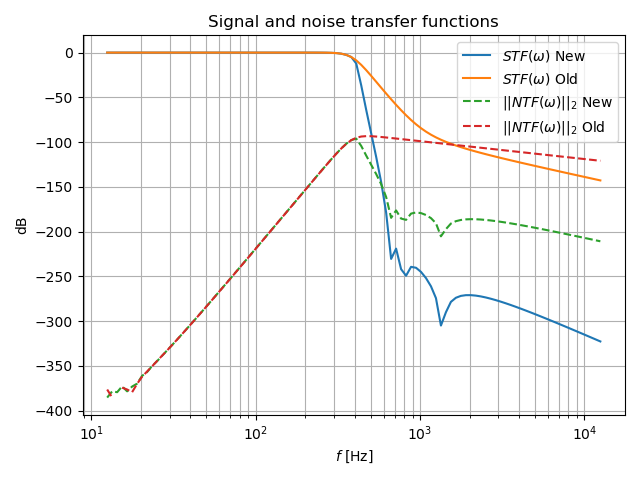 Signal and noise transfer functions
STF(ω) New
STF(ω) Old
||NTF(ω)||₂ New
||NTF(ω)||₂ Old
0
−50
−100
−150
−200
−250
−300
−350
−400
dB
10¹
10²
10³
10⁴
f [Hz]